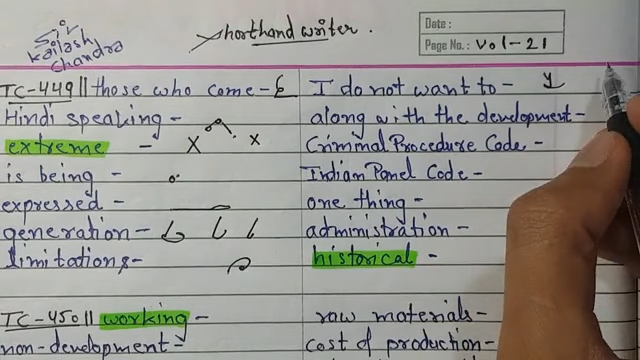 Sir
Kailash
Chandra
Shorthand writer.
Date :
Page No.: Vol-21
TC-449|| those who come -
Hindi speaking -
extreme -
is being -
expressed -
generation -
limitations -
I do not want to -
along with the development -
Criminal Procedure Code -
Indian Panel Code -
one thing -
administration -
historical -
TC-450|| working -
non-development -
raw materials -
cost of production -